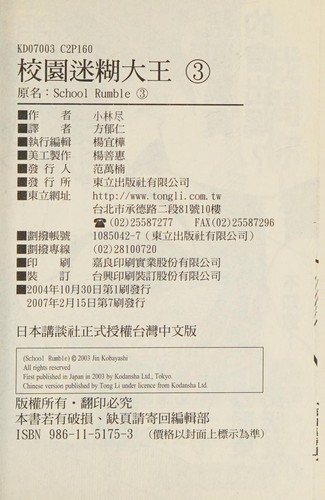 KD07003 C2P160
校園迷糊大王 ③
原名：School Rumble ③
■作 者 小林尽
■譯 者 方郁仁
■執行編輯 楊宜樺
■美工製作 楊善惠
■發 行 人 范萬楠
■發 行 所 東立出版社有限公司
■東立網址 http://www.tongli.com.tw
台北市承德路二段81號10樓
☎(02)25587277 FAX(02)25587296
■劃撥帳號 1085042-7（東立出版社有限公司）
■劃撥專線 (02)28100720
■印 刷 嘉良印刷實業股份有限公司
■裝 訂 台興印刷裝訂股份有限公司
■2004年10月30日第1刷發行
2007年2月15日第7刷發行
日本講談社正式授權台灣中文版
《School Rumble》© 2003 Jin Kobayashi
All rights reserved
First published in Japan in 2003 by Kodansha Ltd., Tokyo.
Chinese version published by Tong Li under licence from Kodansha Ltd.
版權所有・翻印必究
本書若有破損、缺頁請寄回編輯部
ISBN 986-11-5175-3 （價格以封面上標示為準）